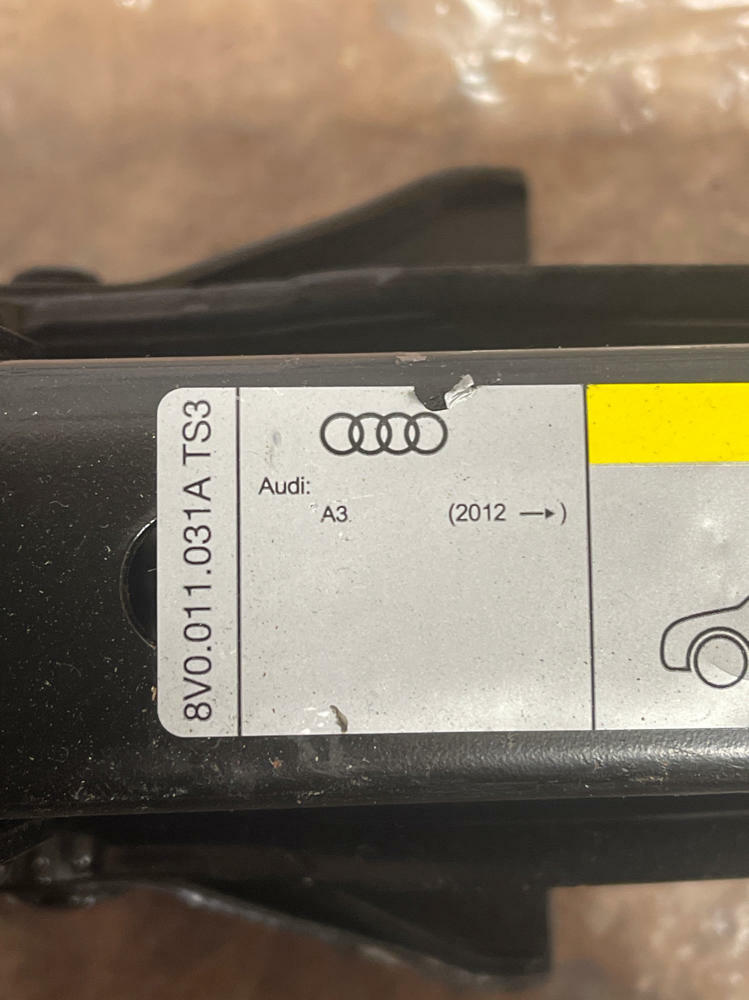 8V0.011.031A TS3
Audi:
A3 (2012 → )